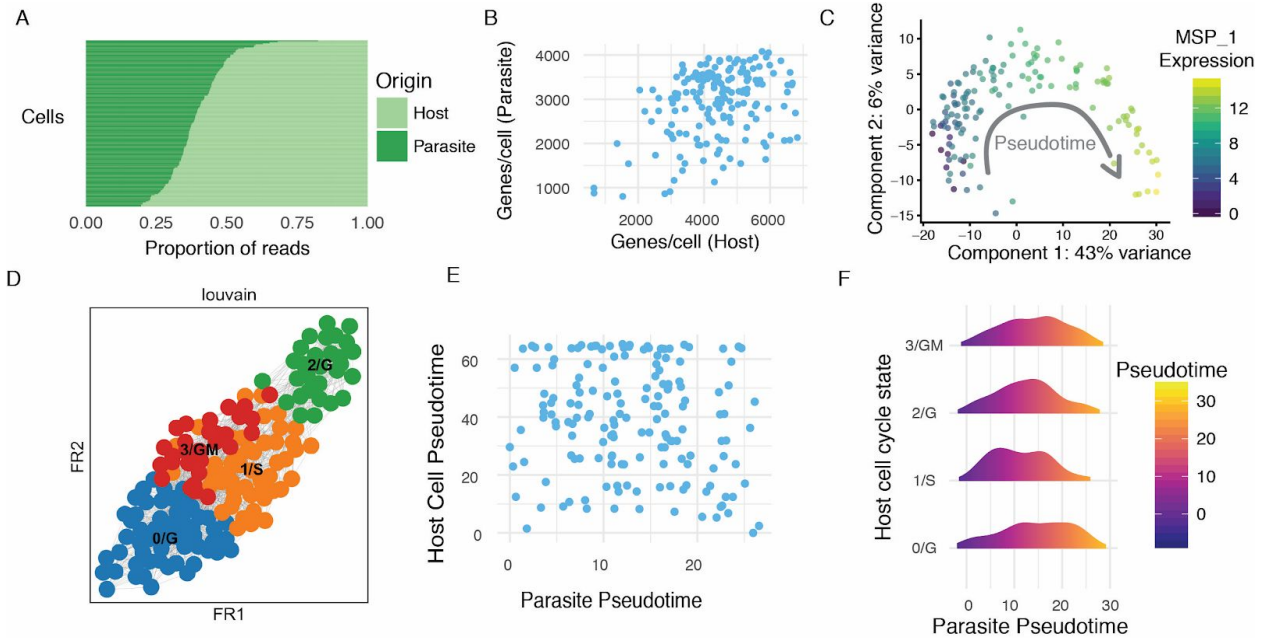 A
Cells
0.00 0.25 0.50 0.75 1.00
Proportion of reads
Origin
Host
Parasite
B
Genes/cell (Parasite)
4000
3000
2000
1000
2000 4000 6000
Genes/cell (Host)
C
Component 2: 6% variance
10
5
0
−5
−10
−15
−20 −10 0 10 20 30
Component 1: 43% variance
Pseudotime
MSP_1
Expression
12
8
4
0
D
louvain
2/G
3/GM
1/S
0/G
FR2
FR1
E
Host Cell Pseudotime
60
40
20
0
0 10 20
Parasite Pseudotime
F
Host cell cycle state
3/GM
2/G
1/S
0/G
0 10 20 30
Parasite Pseudotime
Pseudotime
30
20
10
0